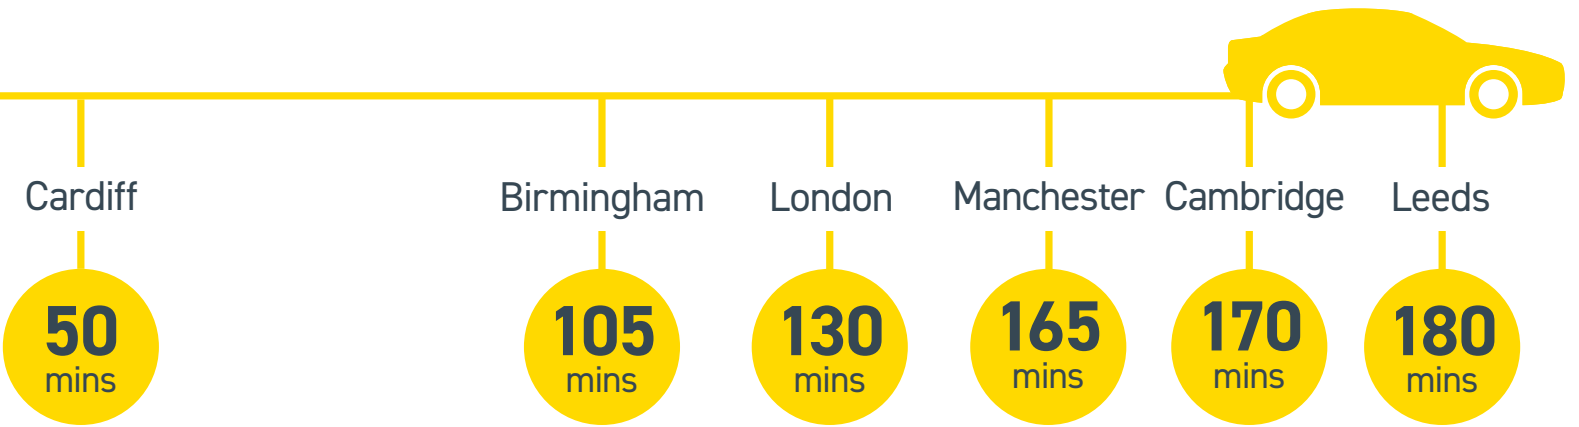 Cardiff
Birmingham
London
Manchester
Cambridge
Leeds
50
mins
105
mins
130
mins
165
mins
170
mins
180
mins